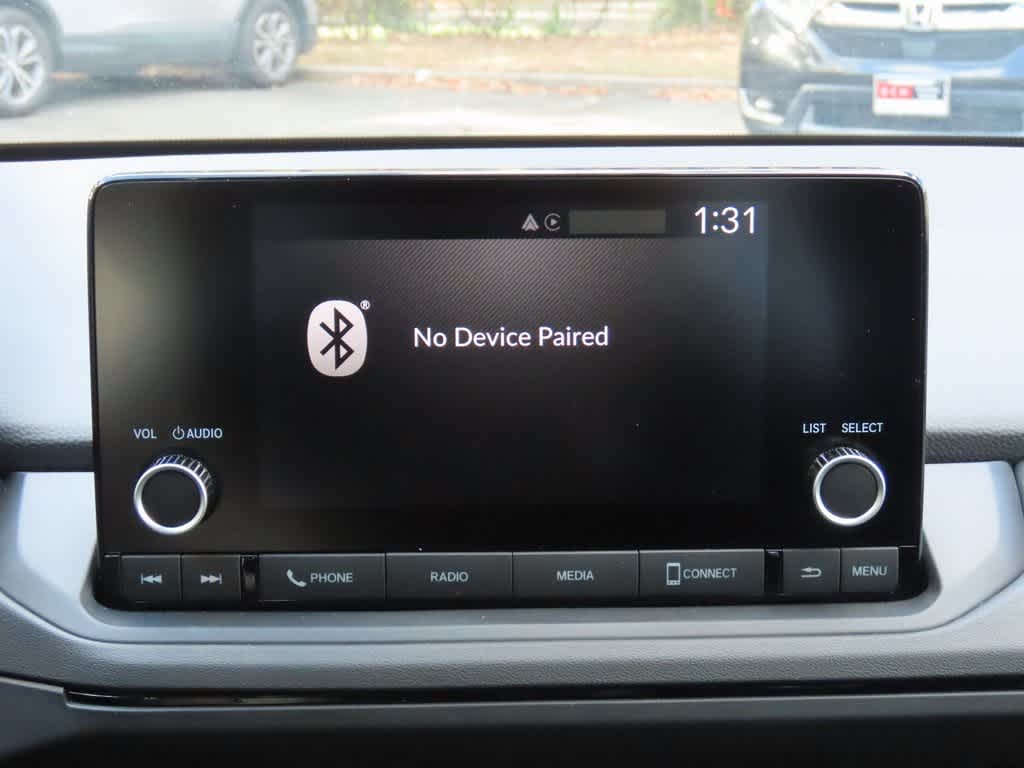 1:31
®
No Device Paired
VOL AUDIO
LIST SELECT
PHONE RADIO MEDIA CONNECT MENU